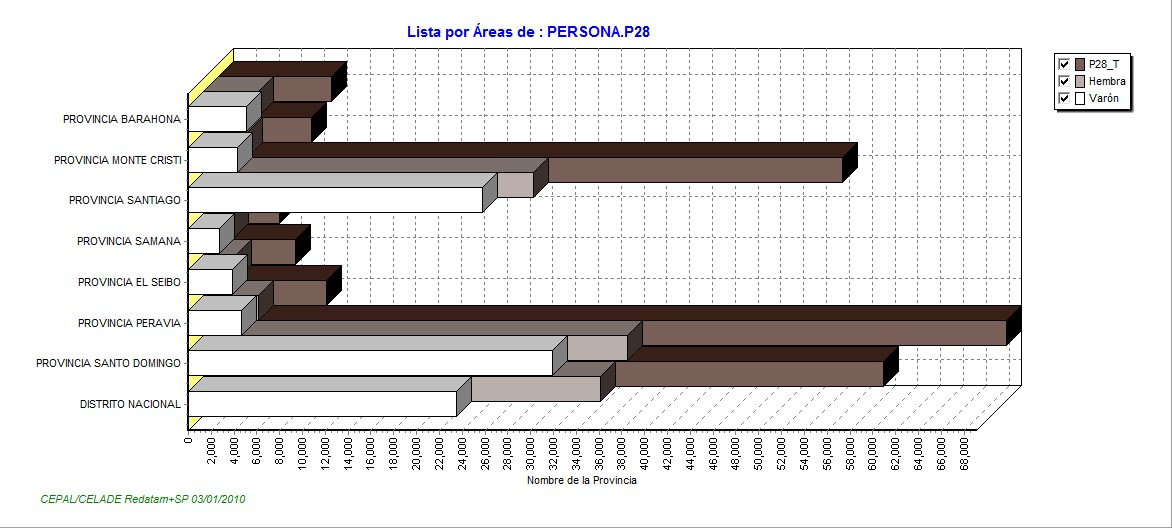 Lista por Áreas de : PERSONA.P28
P28_T
Hembra
Varón
PROVINCIA BARAHONA
PROVINCIA MONTE CRISTI
PROVINCIA SANTIAGO
PROVINCIA SAMANA
PROVINCIA EL SEIBO
PROVINCIA PERAVIA
PROVINCIA SANTO DOMINGO
DISTRITO NACIONAL
0 2,000 4,000 6,000 8,000 10,000 12,000 14,000 16,000 18,000 20,000 22,000 24,000 26,000 28,000 30,000 32,000 34,000 36,000 38,000 40,000 42,000 44,000 46,000 48,000 50,000 52,000 54,000 56,000 58,000 60,000 62,000 64,000 66,000 68,000
Nombre de la Provincia
CEPAL/CELADE Redatam+SP 03/01/2010